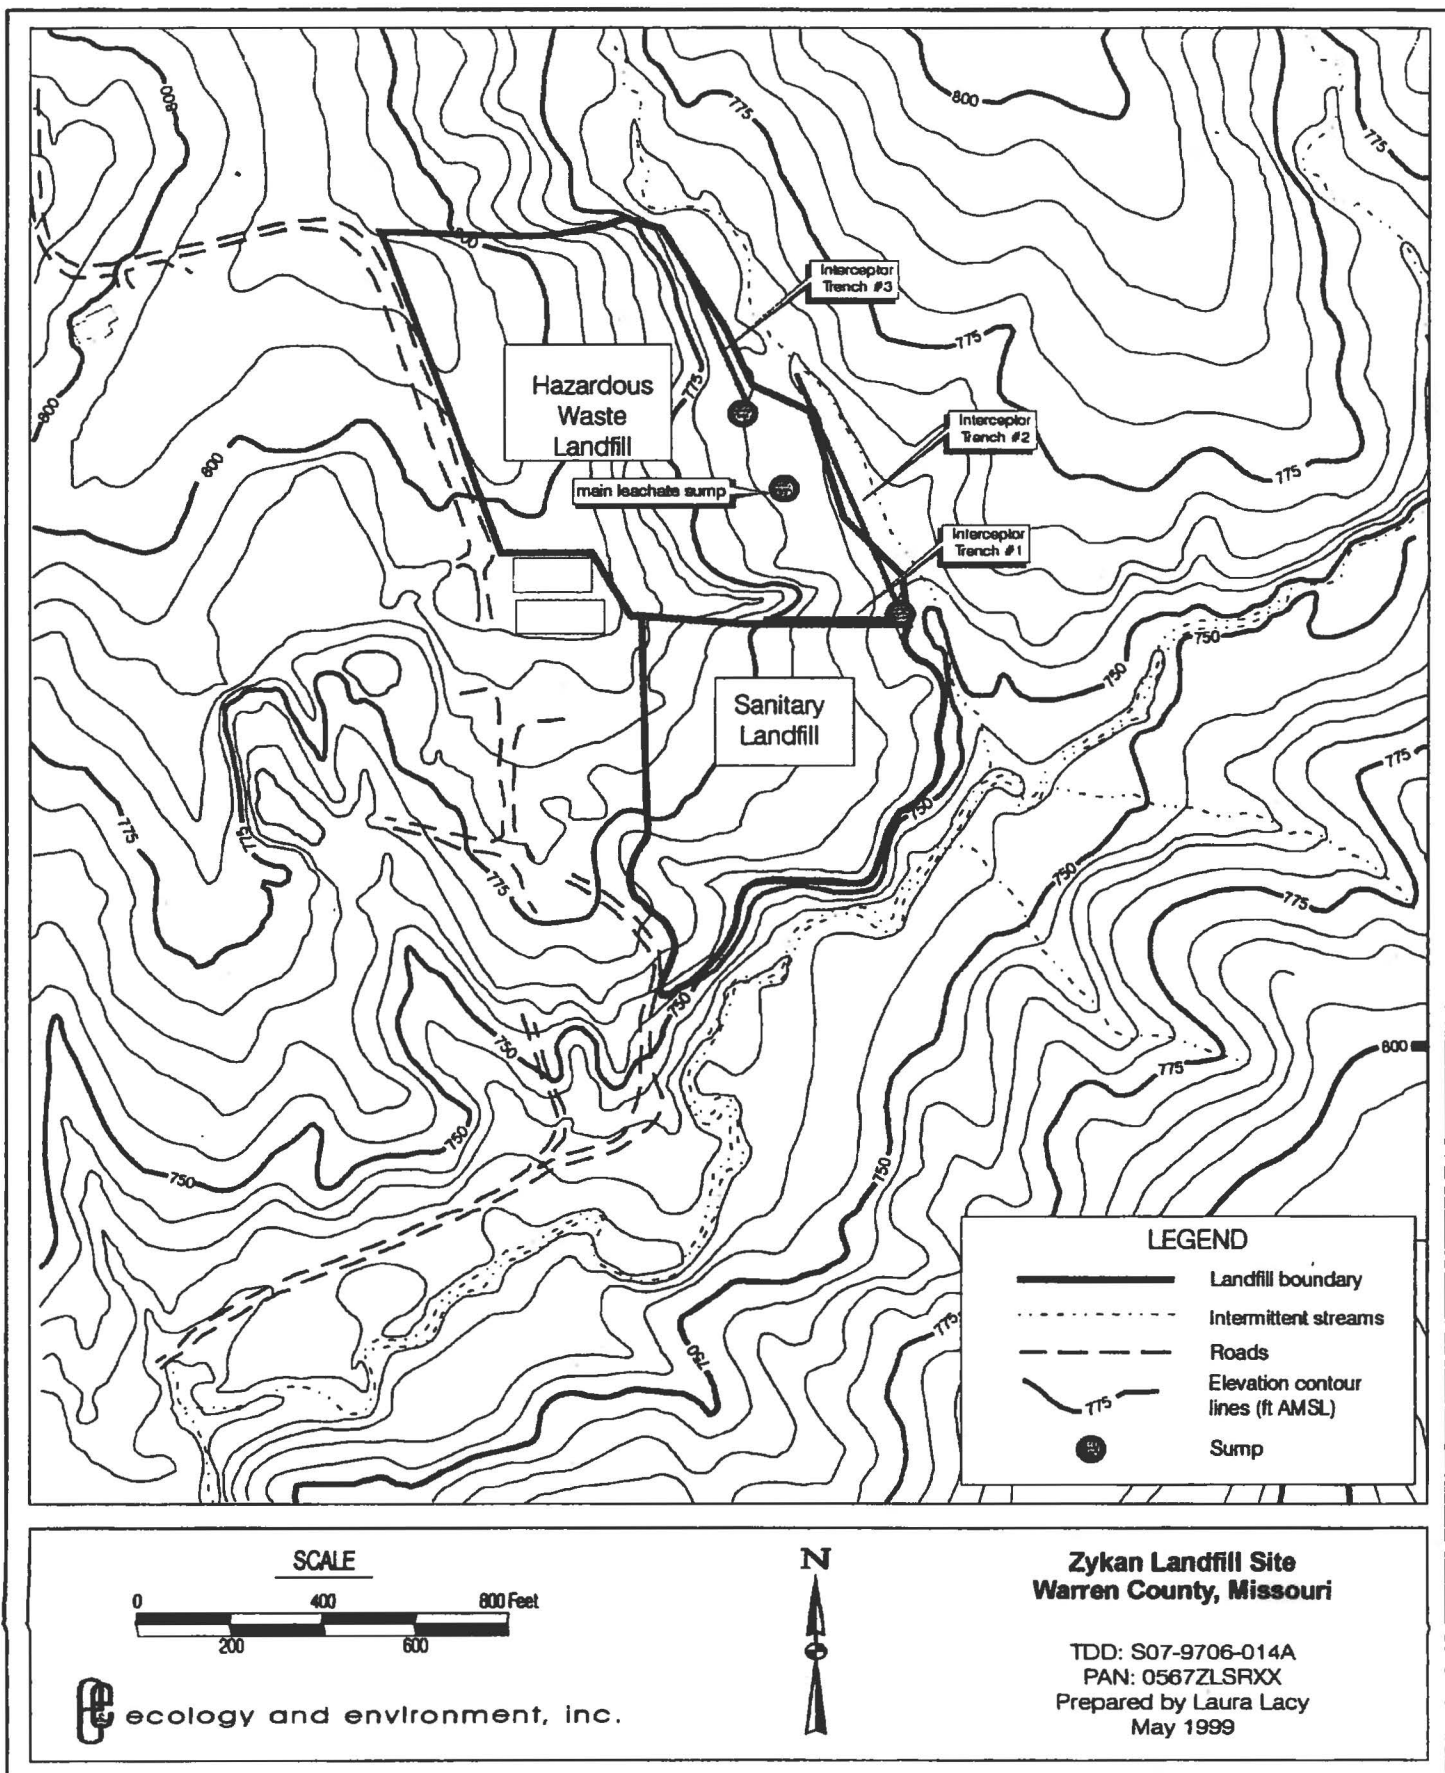 800
775
800
775
800
Interceptor
Trench #3
775
Hazardous
Waste
Landfill
775
800
800
Interceptor
Trench #2
775
main leachate sump
Interceptor
Trench #1
750
750
Sanitary
Landfill
775
775
775
750
775
750
775
750
750
800
775
750
750
750
775
750
LEGEND
Landfill boundary
Intermittent streams
Roads
775
Elevation contour
lines (ft AMSL)
Sump
SCALE
0 400 800 Feet
200 600
N
Zykan Landfill Site
Warren County, Missouri
TDD: S07-9706-014A
PAN: 0567ZLSRXX
Prepared by Laura Lacy
May 1999
ecology and environment, inc.